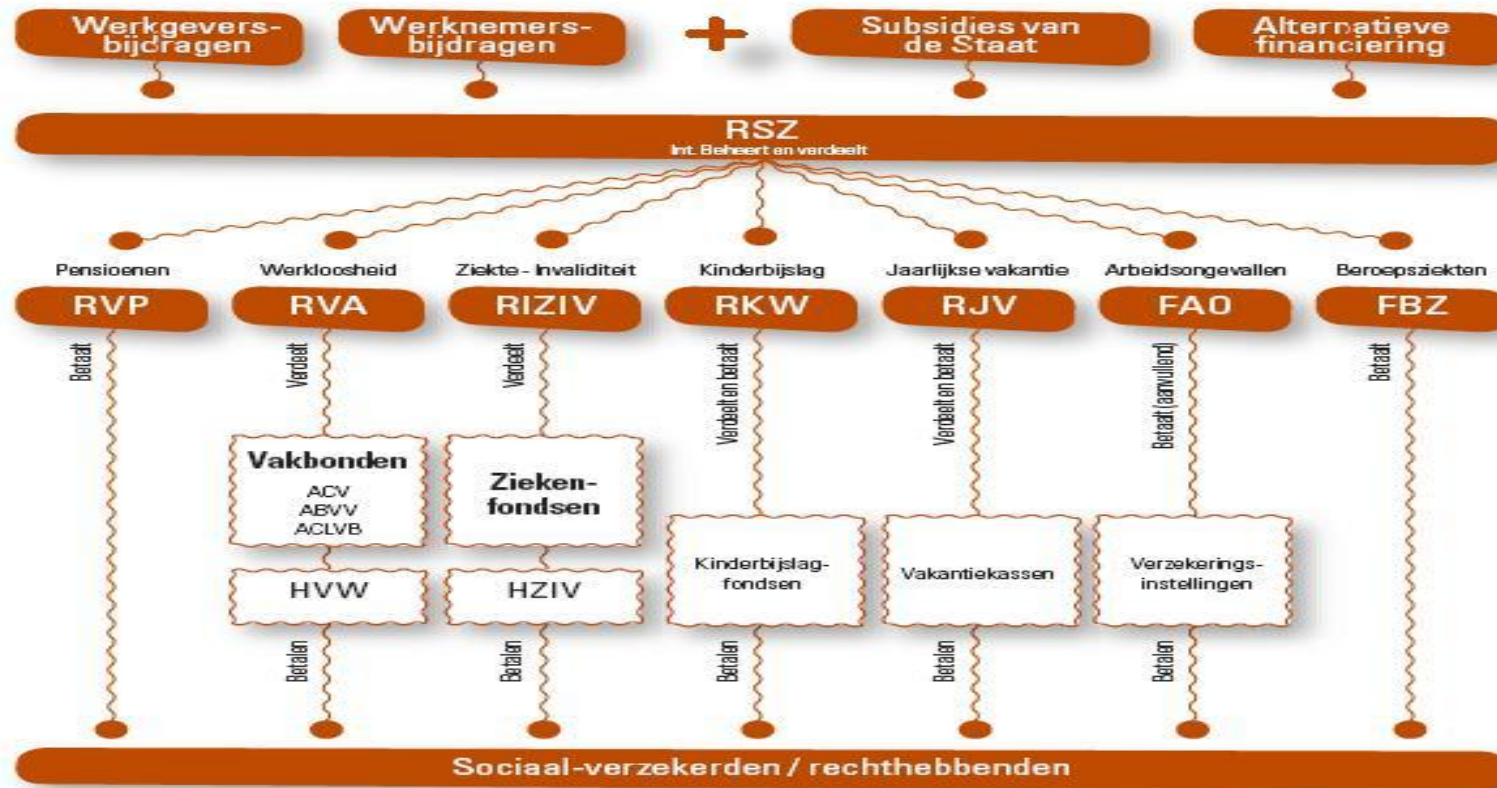 Werkgevers-
bijdragen
Werknemers-
bijdragen
+
Subsidies van
de Staat
Alternatieve
financiering
RSZ
Int. Beheert en verdeelt
Pensioenen
Werkloosheid
Ziekte - Invaliditeit
Kinderbijslag
Jaarlijkse vakantie
Arbeidsongevallen
Beroepsziekten
RVP
RVA
RIZIV
RKW
RJV
FAO
FBZ
Betaalt
Verdeelt
Verdeelt
Verdeelt en betaalt
Verdeelt en betaalt
Betaalt (aanvullend)
Betaalt
Vakbonden
ACV
ABVV
ACLVB
Zieken-
fondsen
Kinderbijslag-
fondsen
Vakantiekassen
Verzekerings-
instellingen
HVW
HZIV
Betalen
Betalen
Betalen
Betalen
Betalen
Sociaal-verzekerden / rechthebbenden